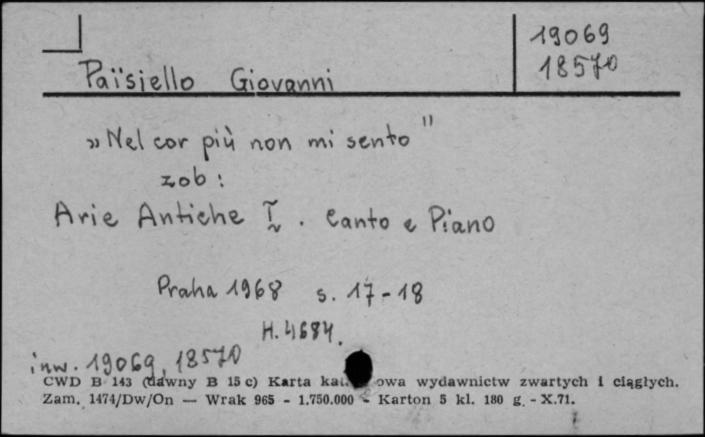 19069
18570
Païsiello Giovanni
„Nel cor più non mi sento"
zob:
Arie Antiche I. Canto e Piano
Praha 1968 s. 17-18
H. 4684.
inw. 19069, 18570
CWD B 143 (dawny B 15 c) Karta kat owa wydawnictw zwartych i ciągłych.
Zam. 1474/Dw/On — Wrak 965 - 1.750.000 - Karton 5 kl. 180 g. - X.71.